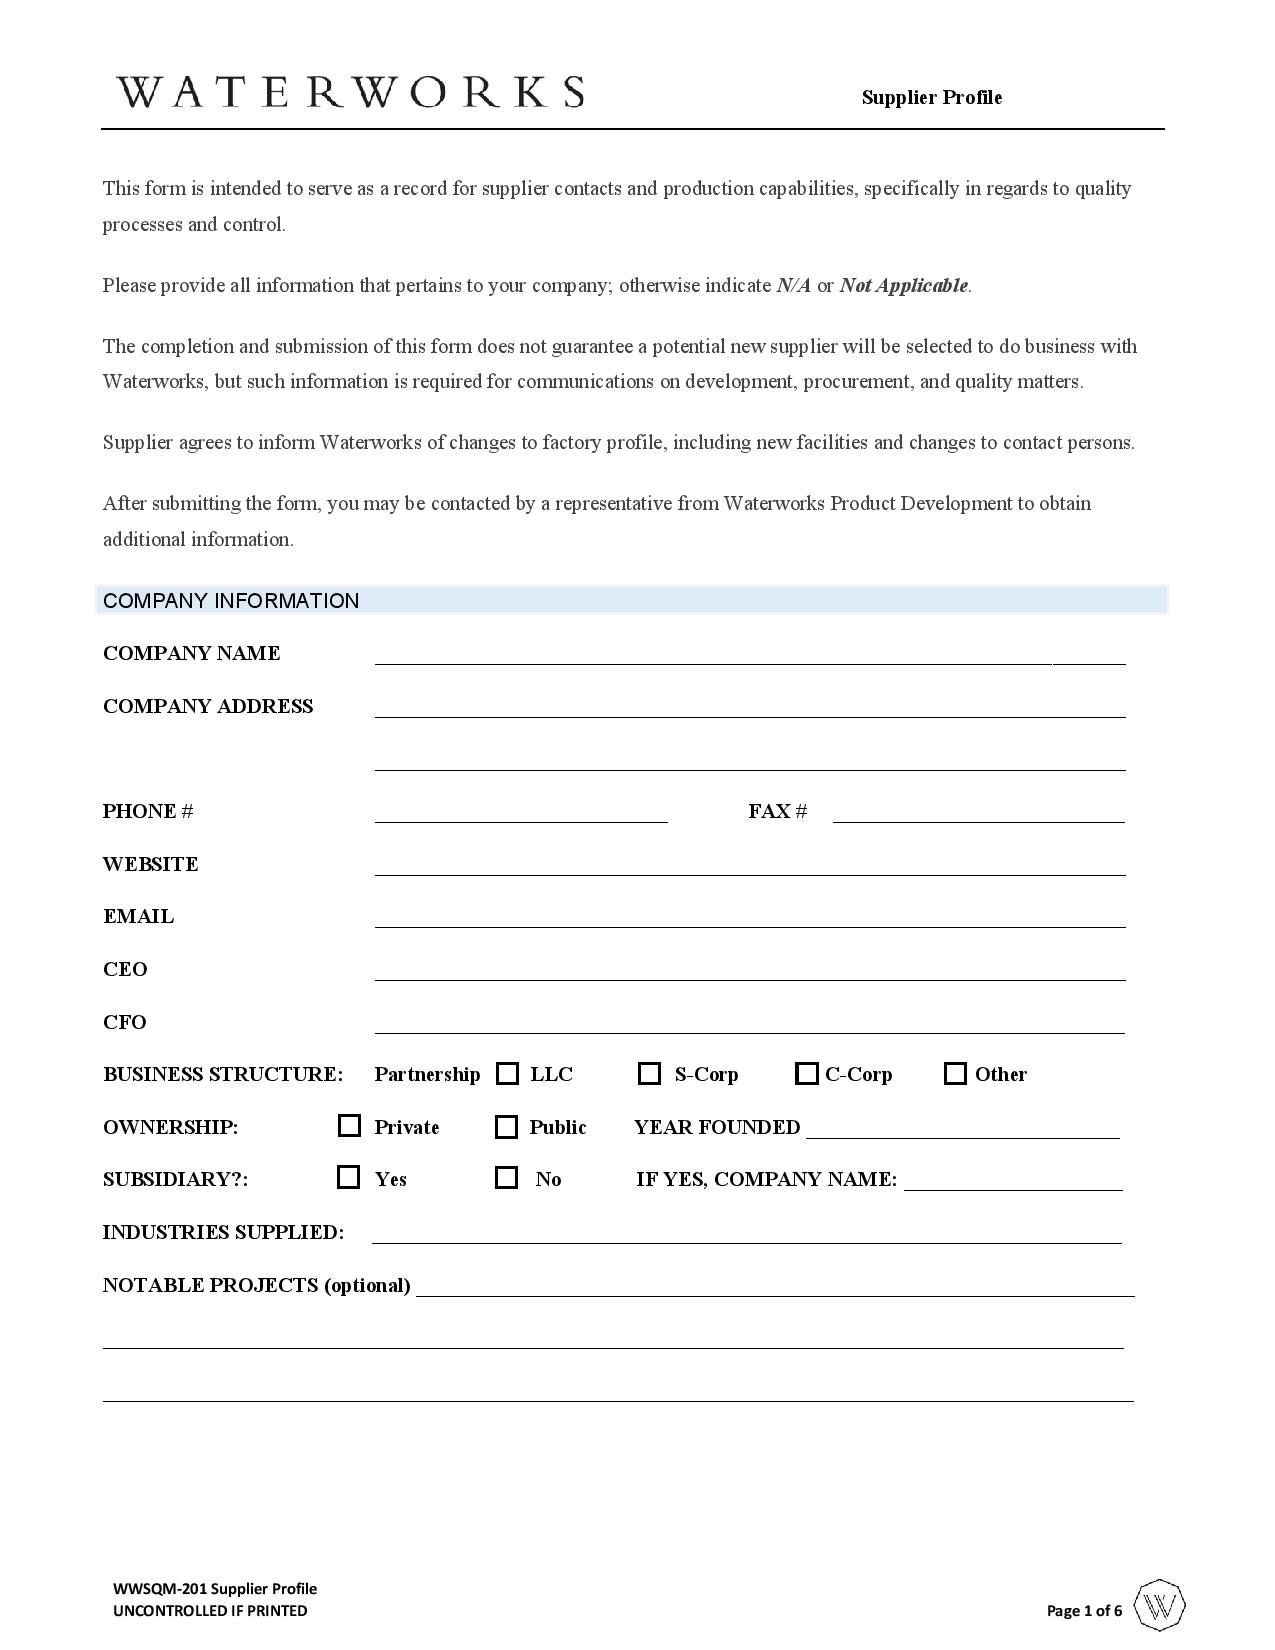 WATERWORKS
Supplier Profile
This form is intended to serve as a record for supplier contacts and production capabilities, specifically in regards to quality
processes and control.
Please provide all information that pertains to your company; otherwise indicate N/A or Not Applicable.
The completion and submission of this form does not guarantee a potential new supplier will be selected to do business with
Waterworks, but such information is required for communications on development, procurement, and quality matters.
Supplier agrees to inform Waterworks of changes to factory profile, including new facilities and changes to contact persons.
After submitting the form, you may be contacted by a representative from Waterworks Product Development to obtain
additional information.
COMPANY INFORMATION
COMPANY NAME
COMPANY ADDRESS
PHONE # FAX #
WEBSITE
EMAIL
CEO
CFO
BUSINESS STRUCTURE: Partnership LLC S-Corp C-Corp Other
OWNERSHIP: Private Public YEAR FOUNDED
SUBSIDIARY?: Yes No IF YES, COMPANY NAME:
INDUSTRIES SUPPLIED:
NOTABLE PROJECTS (optional)
WWSQM-201 Supplier Profile
UNCONTROLLED IF PRINTED
Page 1 of 6
W